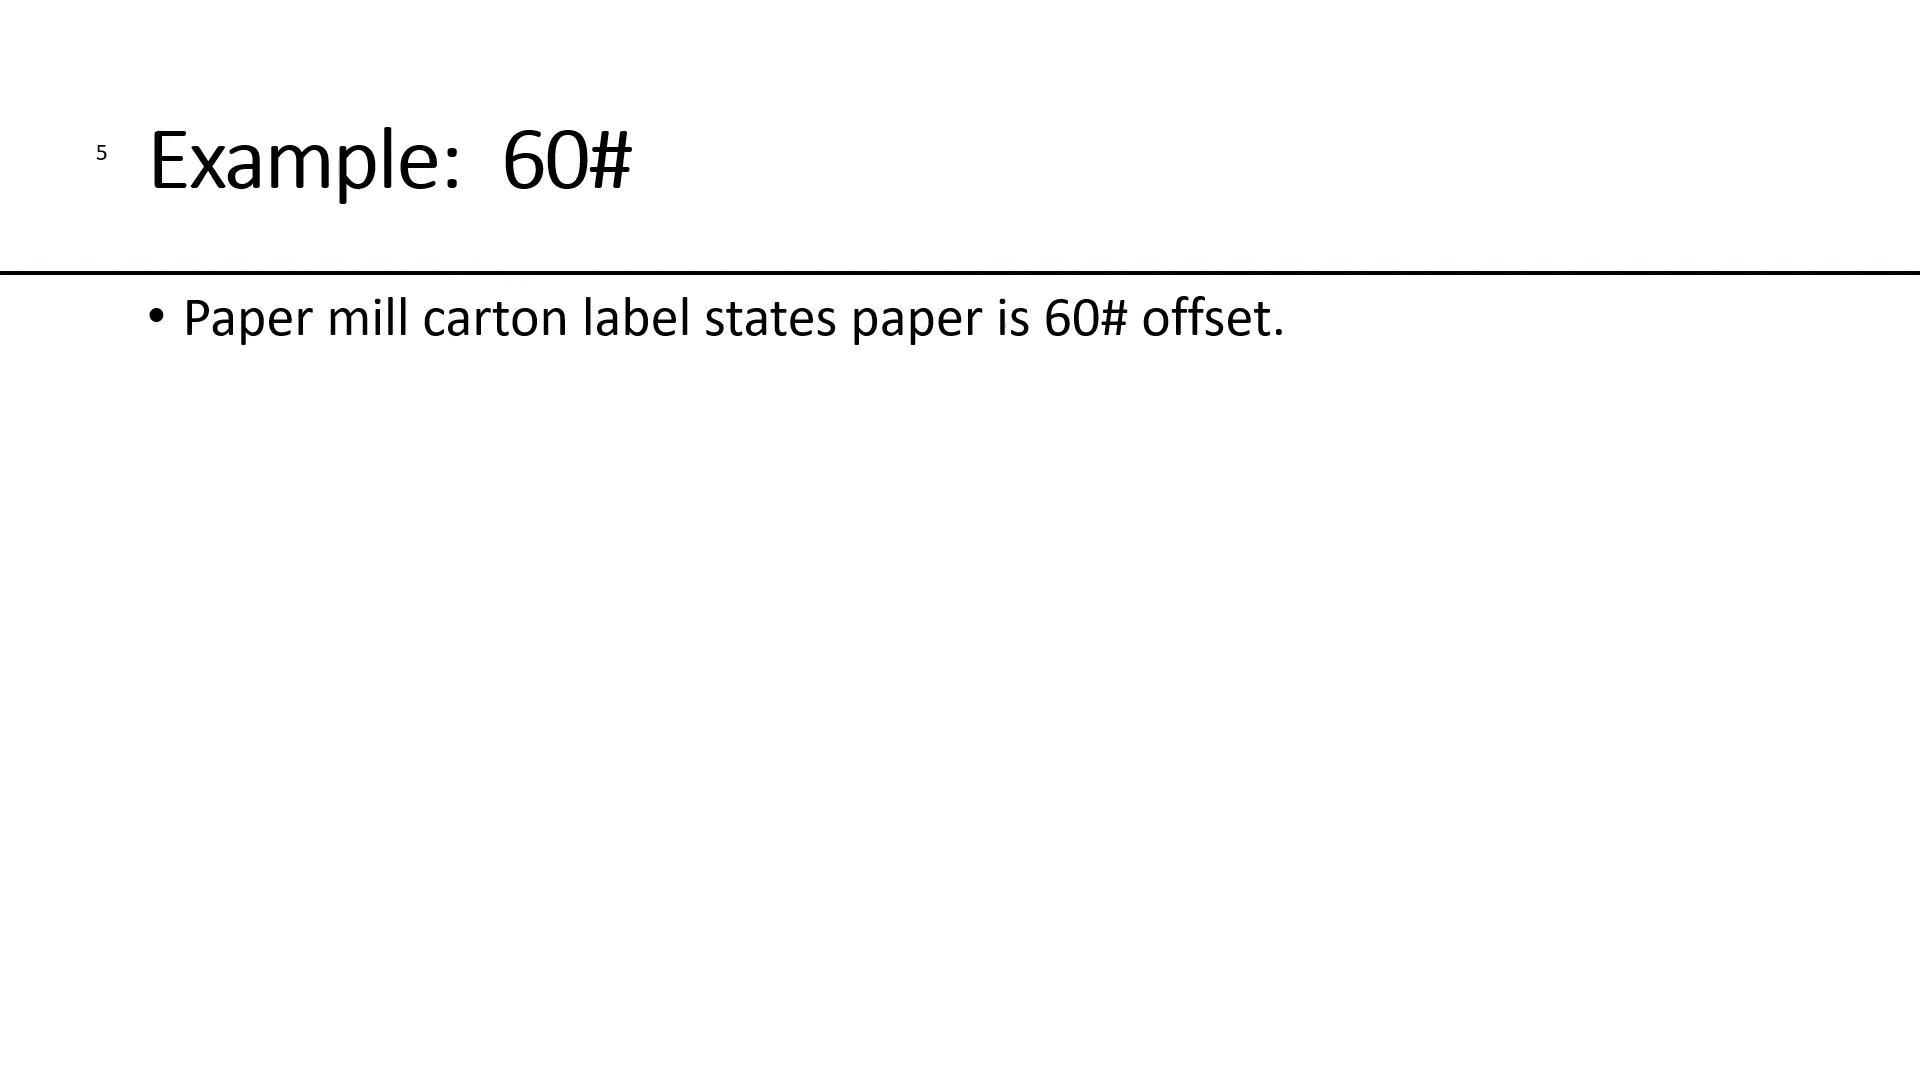 5
Example:  60#
• Paper mill carton label states paper is 60# offset.